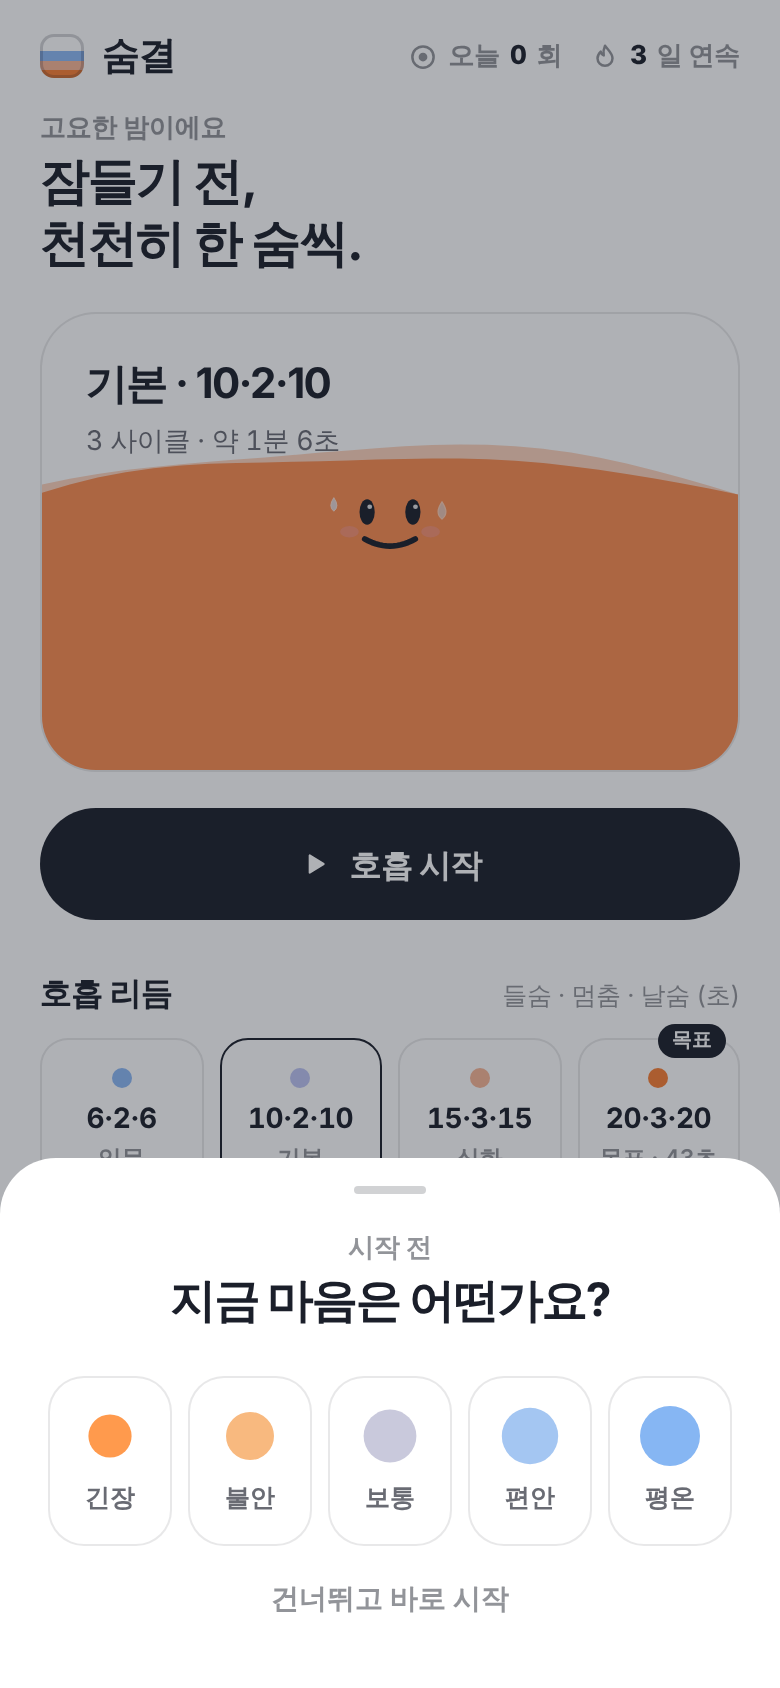 숨결
오늘 0 회
3 일 연속
고요한 밤이에요
잠들기 전,
천천히 한 숨씩.
기본 · 10·2·10
3 사이클 · 약 1분 6초
호흡 시작
호흡 리듬
들숨 · 멈춤 · 날숨 (초)
목표
6·2·6
10·2·10
15·3·15
20·3·20
시작 전
지금 마음은 어떤가요?
긴장
불안
보통
편안
평온
건너뛰고 바로 시작